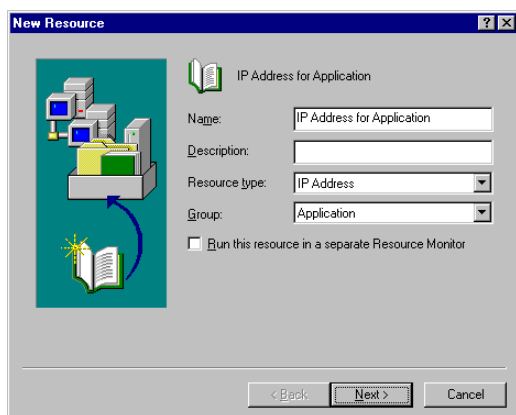 New Resource
IP Address for Application
Name: IP Address for Application
Description:
Resource type: IP Address
Group: Application
Run this resource in a separate Resource Monitor
< Back Next > Cancel